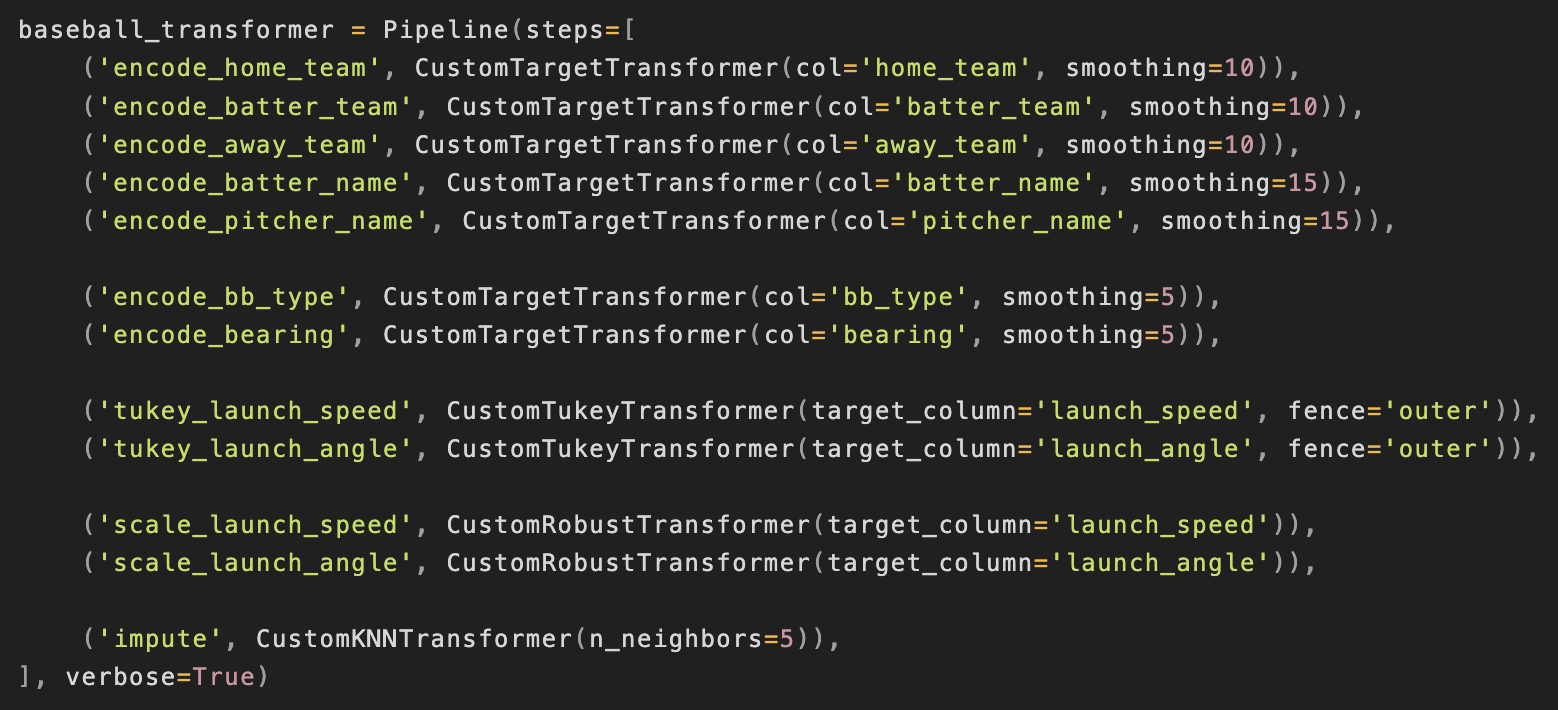 baseball_transformer = Pipeline(steps=[
    ('encode_home_team', CustomTargetTransformer(col='home_team', smoothing=10)),
    ('encode_batter_team', CustomTargetTransformer(col='batter_team', smoothing=10)),
    ('encode_away_team', CustomTargetTransformer(col='away_team', smoothing=10)),
    ('encode_batter_name', CustomTargetTransformer(col='batter_name', smoothing=15)),
    ('encode_pitcher_name', CustomTargetTransformer(col='pitcher_name', smoothing=15)),
    ('encode_bb_type', CustomTargetTransformer(col='bb_type', smoothing=5)),
    ('encode_bearing', CustomTargetTransformer(col='bearing', smoothing=5)),
    ('tukey_launch_speed', CustomTukeyTransformer(target_column='launch_speed', fence='outer')),
    ('tukey_launch_angle', CustomTukeyTransformer(target_column='launch_angle', fence='outer')),
    ('scale_launch_speed', CustomRobustTransformer(target_column='launch_speed')),
    ('scale_launch_angle', CustomRobustTransformer(target_column='launch_angle')),
    ('impute', CustomKNNTransformer(n_neighbors=5)),
], verbose=True)